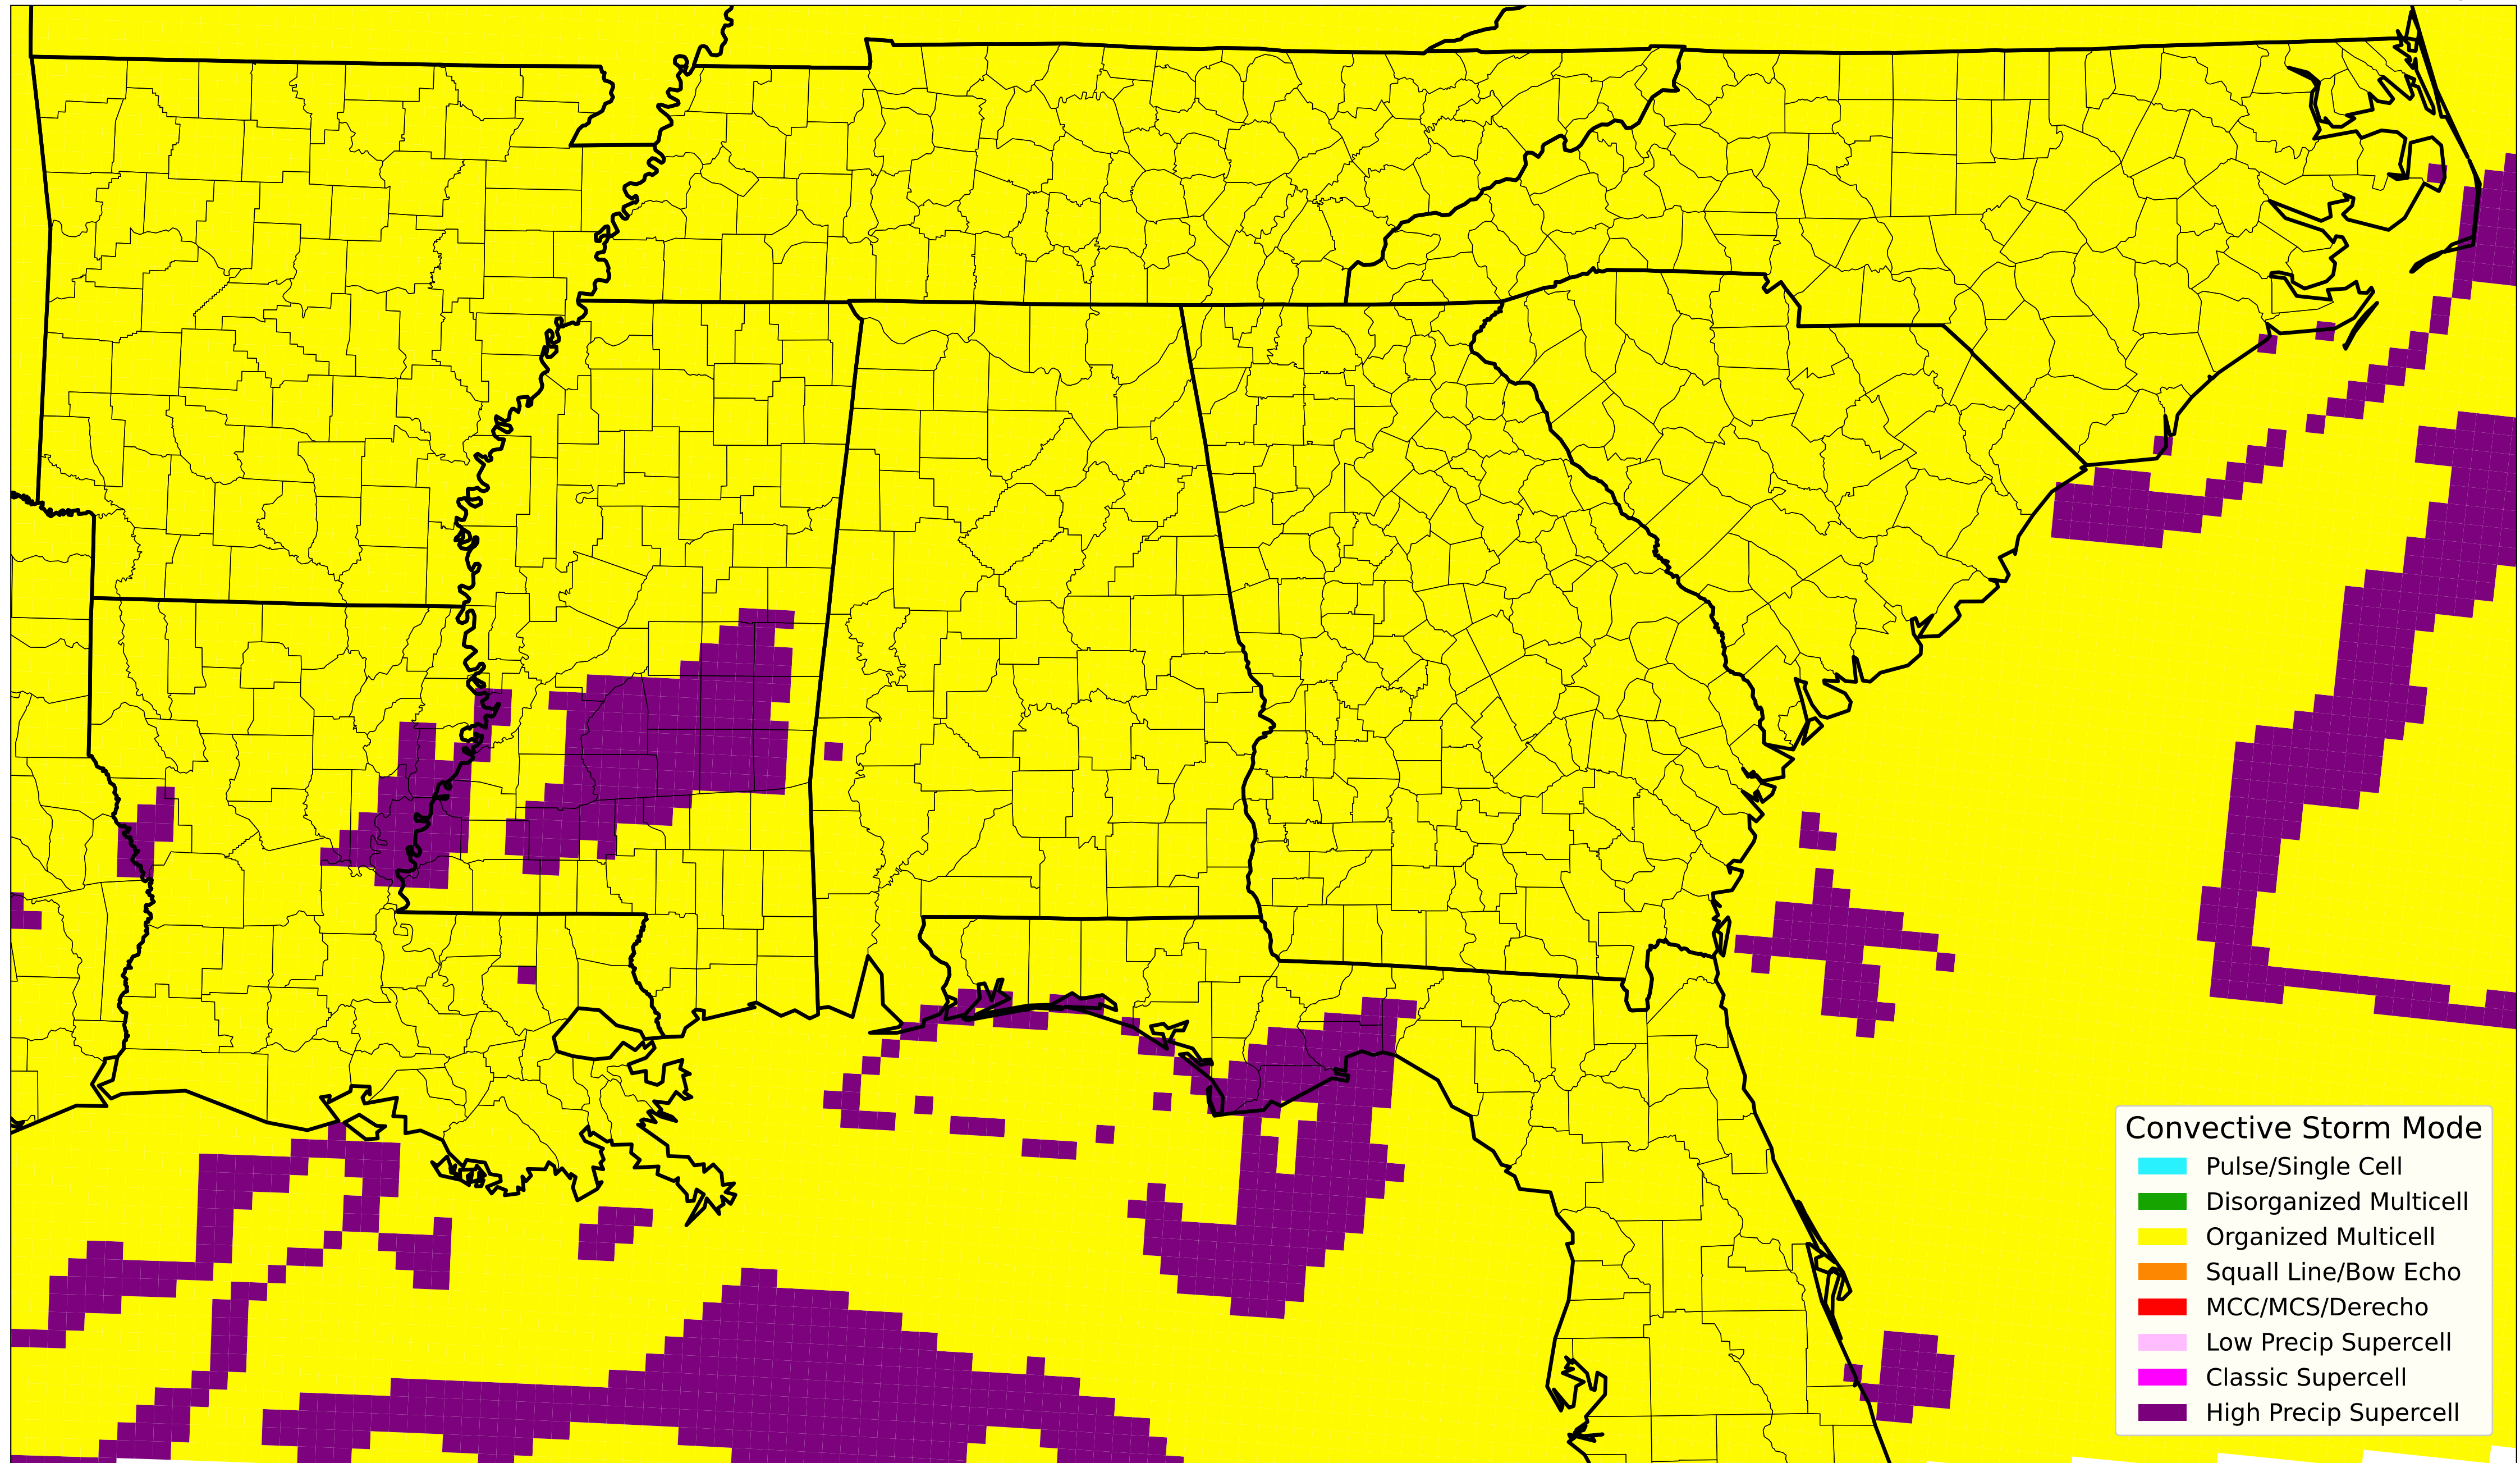 Convective Storm Mode
Pulse/Single Cell
Disorganized Multicell
Organized Multicell
Squall Line/Bow Echo
MCC/MCS/Derecho
Low Precip Supercell
Classic Supercell
High Precip Supercell